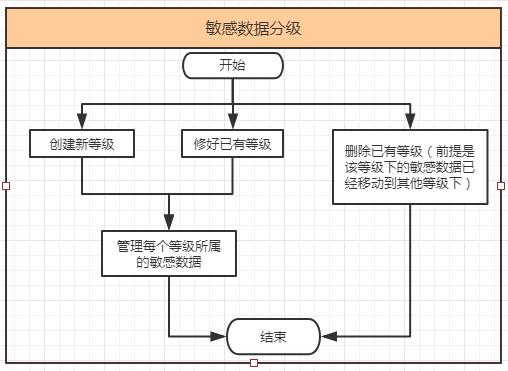 敏感数据分级
开始
创建新等级
修好已有等级
删除已有等级（前提是
该等级下的敏感数据已
经移动到其他等级下）
管理每个等级所属
的敏感数据
结束